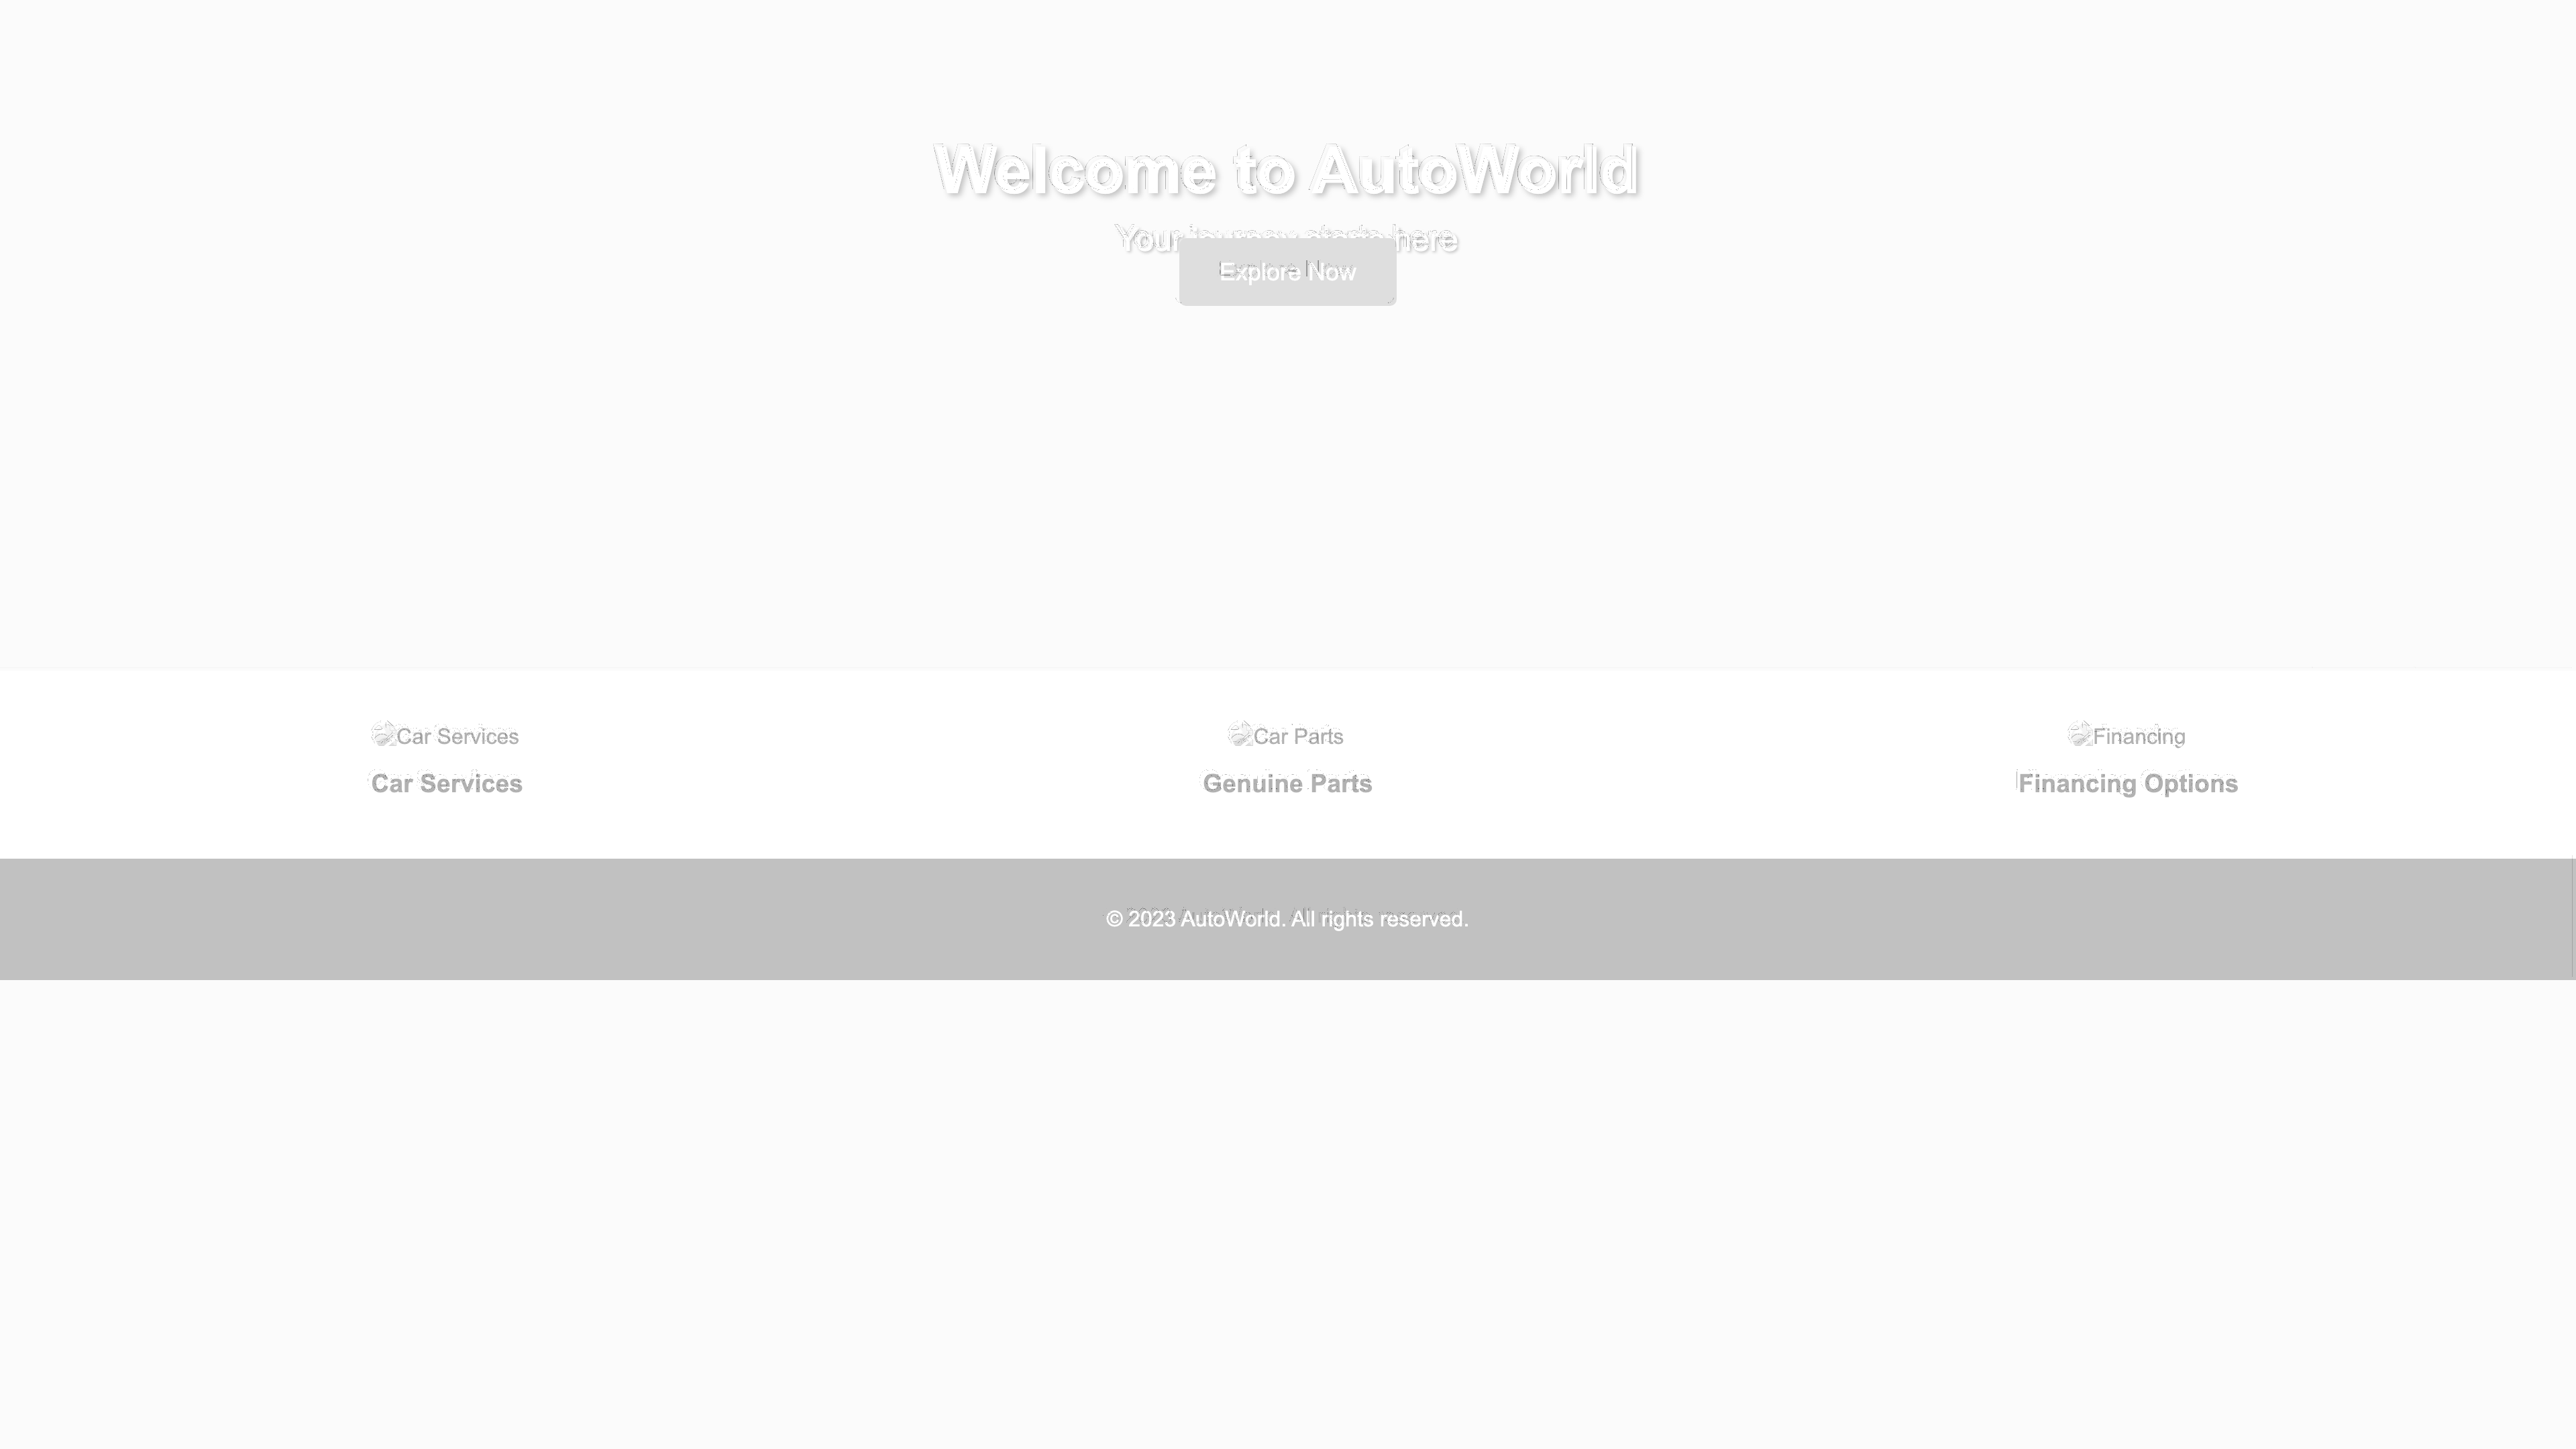 Welcome to AutoWorld
Your journey starts here
Explore Now
Car Services
Car Parts
Financing
Car Services
Genuine Parts
Financing Options
© 2023 AutoWorld. All rights reserved.